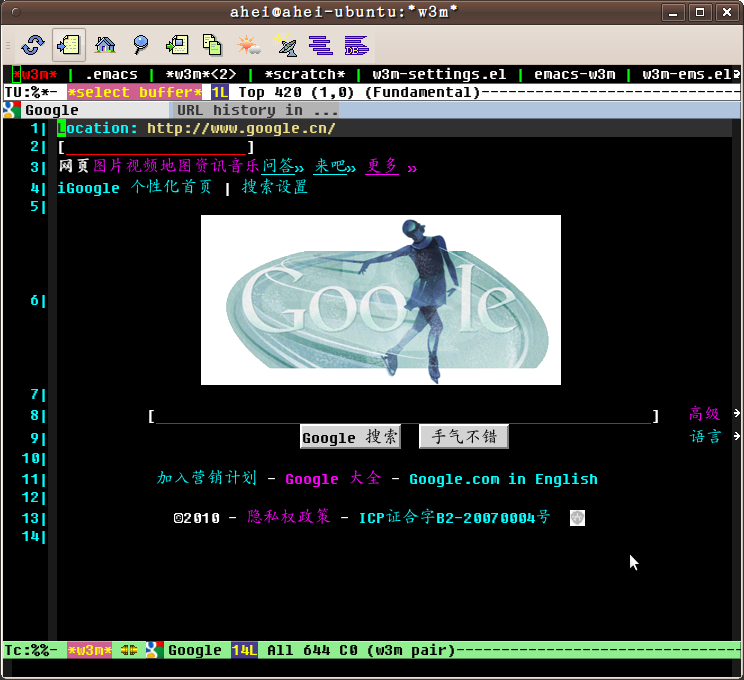 ahei@ahei-ubuntu:*w3m*
*w3m* | .emacs | *w3m*<2> | *scratch* | w3m-settings.el | emacs-w3m | w3m-ems.el
TU:%*- *select buffer* 1L Top 420 (1,0) (Fundamental)
Google URL history in ...
1| Location: http://www.google.cn/
2| [ ]
3| 网页图片视频地图资讯音乐问答» 来吧» 更多 »
4| iGoogle 个性化首页 | 搜索设置
5|
Google
6|
7|
8| [ ] 高级
9| Google 搜索 手气不错 语言
10|
11| 加入营销计划 - Google 大全 - Google.com in English
12|
13| ©2010 - 隐私权政策 - ICP证合字B2-20070004号
14|
Tc:%%- *w3m* Google 14L All 644 C0 (w3m pair)